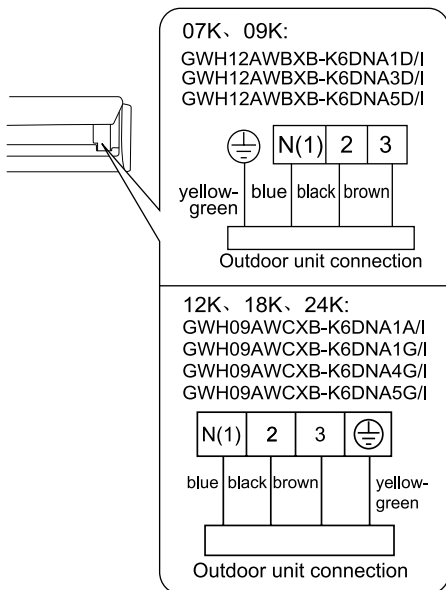 07K、09K:
GWH12AWBXB-K6DNA1D/I
GWH12AWBXB-K6DNA3D/I
GWH12AWBXB-K6DNA5D/I
N(1) 2 3
yellow-green blue black brown
Outdoor unit connection
12K、18K、24K:
GWH09AWCXB-K6DNA1A/I
GWH09AWCXB-K6DNA1G/I
GWH09AWCXB-K6DNA4G/I
GWH09AWCXB-K6DNA5G/I
N(1) 2 3
blue black brown yellow-green
Outdoor unit connection